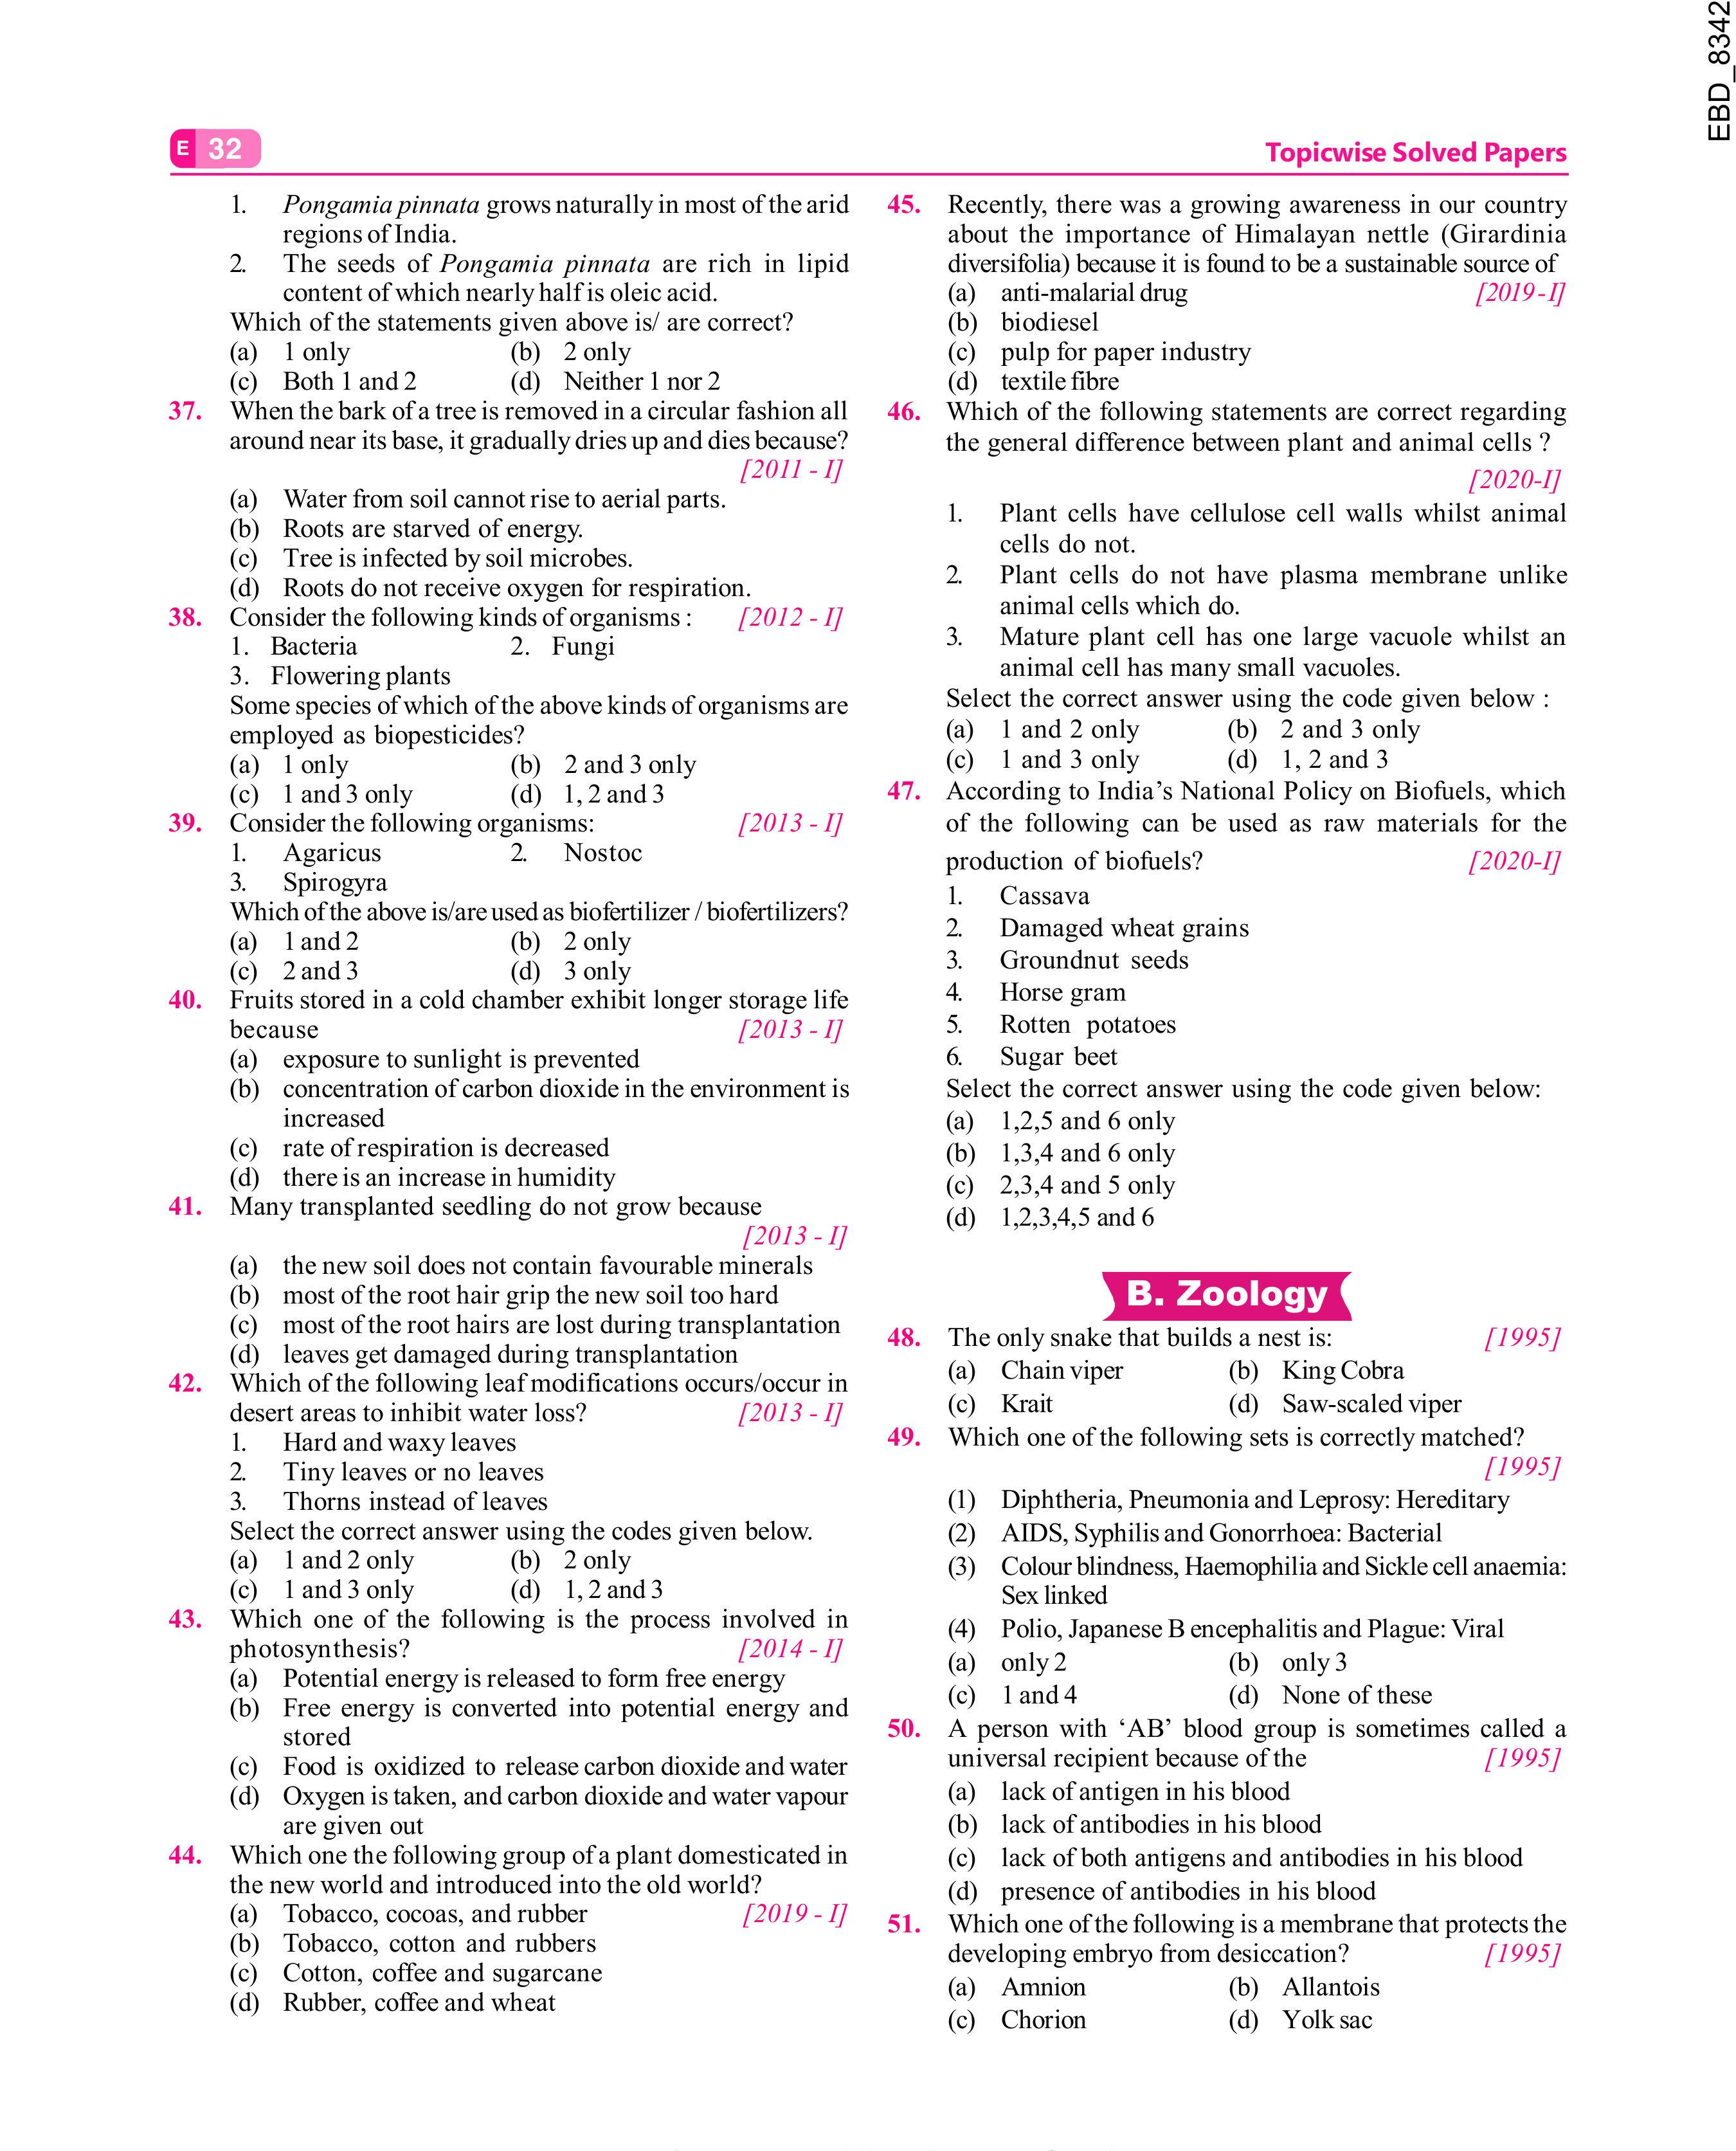 EBD_8342
E 32
Topicwise Solved Papers
1. Pongamia pinnata grows naturally in most of the arid
regions of India.
2. The seeds of Pongamia pinnata are rich in lipid
content of which nearly half is oleic acid.
Which of the statements given above is/ are correct?
(a) 1 only (b) 2 only
(c) Both 1 and 2 (d) Neither 1 nor 2
37. When the bark of a tree is removed in a circular fashion all
around near its base, it gradually dries up and dies because?
[2011 - I]
(a) Water from soil cannot rise to aerial parts.
(b) Roots are starved of energy.
(c) Tree is infected by soil microbes.
(d) Roots do not receive oxygen for respiration.
38. Consider the following kinds of organisms : [2012 - I]
1. Bacteria 2. Fungi
3. Flowering plants
Some species of which of the above kinds of organisms are
employed as biopesticides?
(a) 1 only (b) 2 and 3 only
(c) 1 and 3 only (d) 1, 2 and 3
39. Consider the following organisms: [2013 - I]
1. Agaricus 2. Nostoc
3. Spirogyra
Which of the above is/are used as biofertilizer / biofertilizers?
(a) 1 and 2 (b) 2 only
(c) 2 and 3 (d) 3 only
40. Fruits stored in a cold chamber exhibit longer storage life
because [2013 - I]
(a) exposure to sunlight is prevented
(b) concentration of carbon dioxide in the environment is
increased
(c) rate of respiration is decreased
(d) there is an increase in humidity
41. Many transplanted seedling do not grow because
[2013 - I]
(a) the new soil does not contain favourable minerals
(b) most of the root hair grip the new soil too hard
(c) most of the root hairs are lost during transplantation
(d) leaves get damaged during transplantation
42. Which of the following leaf modifications occurs/occur in
desert areas to inhibit water loss? [2013 - I]
1. Hard and waxy leaves
2. Tiny leaves or no leaves
3. Thorns instead of leaves
Select the correct answer using the codes given below.
(a) 1 and 2 only (b) 2 only
(c) 1 and 3 only (d) 1, 2 and 3
43. Which one of the following is the process involved in
photosynthesis? [2014 - I]
(a) Potential energy is released to form free energy
(b) Free energy is converted into potential energy and
stored
(c) Food is oxidized to release carbon dioxide and water
(d) Oxygen is taken, and carbon dioxide and water vapour
are given out
44. Which one the following group of a plant domesticated in
the new world and introduced into the old world?
(a) Tobacco, cocoas, and rubber [2019 - I]
(b) Tobacco, cotton and rubbers
(c) Cotton, coffee and sugarcane
(d) Rubber, coffee and wheat
45. Recently, there was a growing awareness in our country
about the importance of Himalayan nettle (Girardinia
diversifolia) because it is found to be a sustainable source of
(a) anti-malarial drug [2019 - I]
(b) biodiesel
(c) pulp for paper industry
(d) textile fibre
46. Which of the following statements are correct regarding
the general difference between plant and animal cells ?
[2020-I]
1. Plant cells have cellulose cell walls whilst animal
cells do not.
2. Plant cells do not have plasma membrane unlike
animal cells which do.
3. Mature plant cell has one large vacuole whilst an
animal cell has many small vacuoles.
Select the correct answer using the code given below :
(a) 1 and 2 only (b) 2 and 3 only
(c) 1 and 3 only (d) 1, 2 and 3
47. According to India's National Policy on Biofuels, which
of the following can be used as raw materials for the
production of biofuels? [2020-I]
1. Cassava
2. Damaged wheat grains
3. Groundnut seeds
4. Horse gram
5. Rotten potatoes
6. Sugar beet
Select the correct answer using the code given below:
(a) 1,2,5 and 6 only
(b) 1,3,4 and 6 only
(c) 2,3,4 and 5 only
(d) 1,2,3,4,5 and 6
B. Zoology
48. The only snake that builds a nest is: [1995]
(a) Chain viper (b) King Cobra
(c) Krait (d) Saw-scaled viper
49. Which one of the following sets is correctly matched?
[1995]
(1) Diphtheria, Pneumonia and Leprosy: Hereditary
(2) AIDS, Syphilis and Gonorrhoea: Bacterial
(3) Colour blindness, Haemophilia and Sickle cell anaemia:
Sex linked
(4) Polio, Japanese B encephalitis and Plague: Viral
(a) only 2 (b) only 3
(c) 1 and 4 (d) None of these
50. A person with ‘AB’ blood group is sometimes called a
universal recipient because of the [1995]
(a) lack of antigen in his blood
(b) lack of antibodies in his blood
(c) lack of both antigens and antibodies in his blood
(d) presence of antibodies in his blood
51. Which one of the following is a membrane that protects the
developing embryo from desiccation? [1995]
(a) Amnion (b) Allantois
(c) Chorion (d) Yolk sac